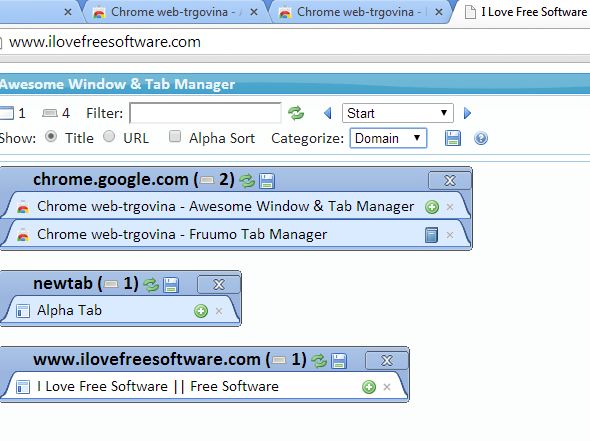 Chrome web-trgovina - Chrome web-trgovina - I Love Free Software
www.ilovefreesoftware.com
Awesome Window & Tab Manager
1 4 Filter: Start
Show: Title URL Alpha Sort Categorize: Domain
chrome.google.com ( 2)
Chrome web-trgovina - Awesome Window & Tab Manager
Chrome web-trgovina - Fruumo Tab Manager
newtab ( 1)
Alpha Tab
www.ilovefreesoftware.com ( 1)
I Love Free Software || Free Software